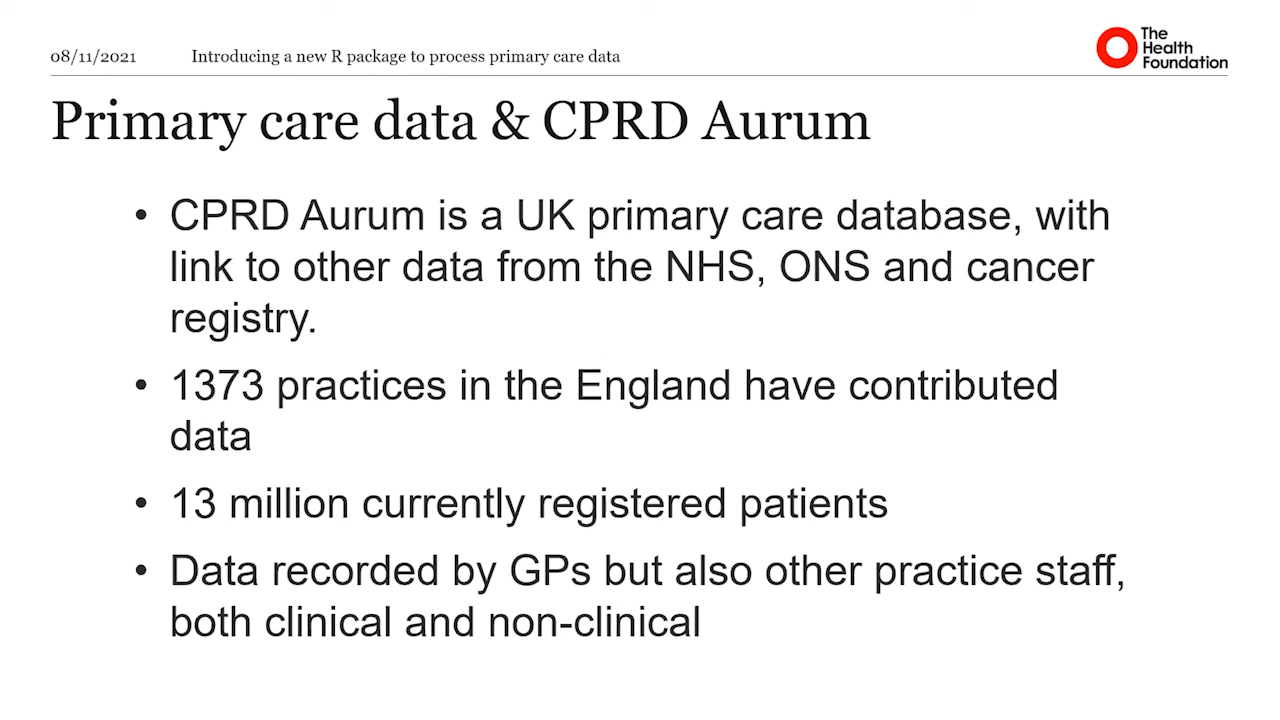 08/11/2021 Introducing a new R package to process primary care data
The
Health
Foundation
Primary care data & CPRD Aurum
• CPRD Aurum is a UK primary care database, with
link to other data from the NHS, ONS and cancer
registry.
• 1373 practices in the England have contributed
data
• 13 million currently registered patients
• Data recorded by GPs but also other practice staff,
both clinical and non-clinical